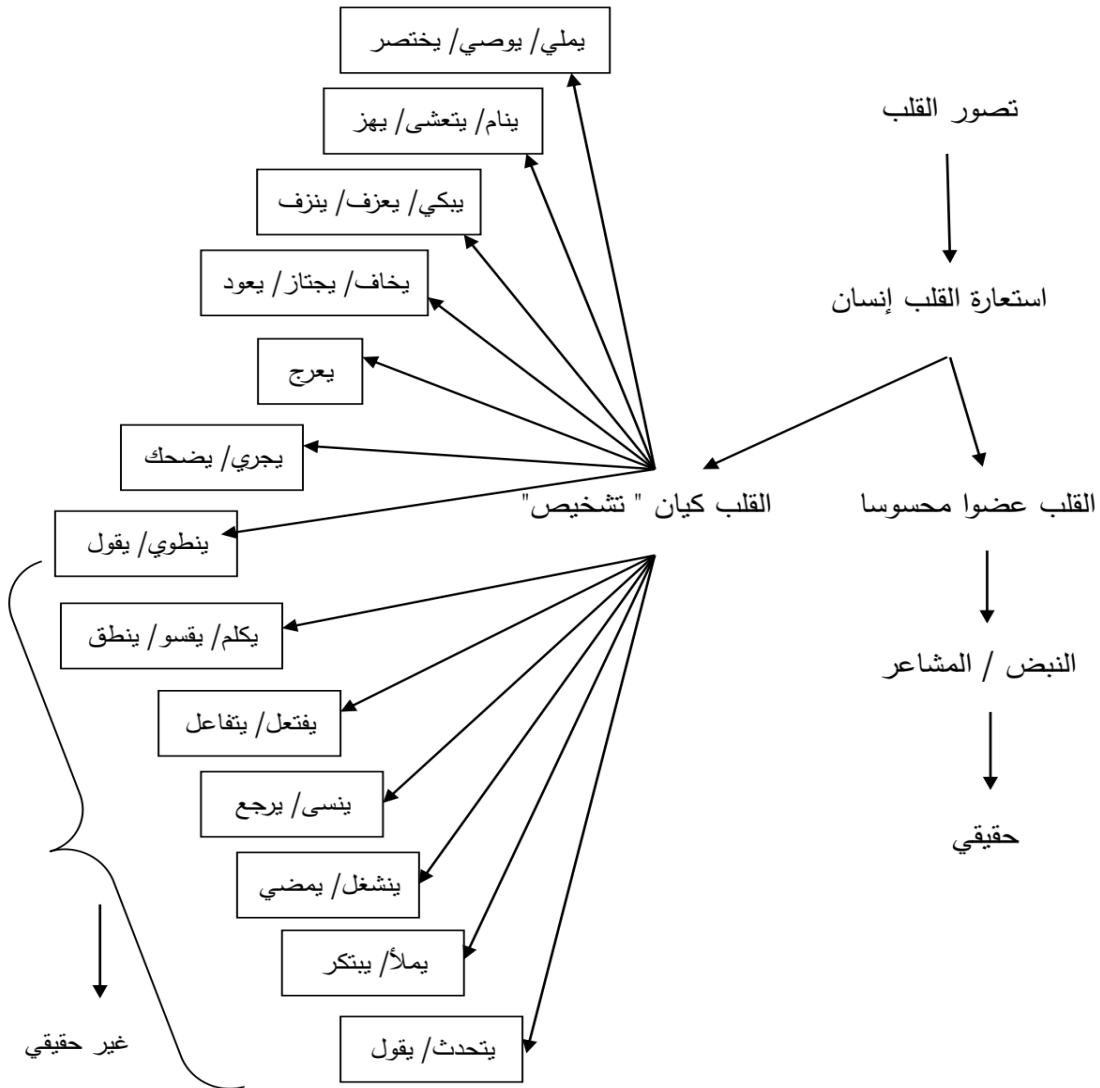 تصور القلب
استعارة القلب إنسان
القلب عضوا محسوسا
النبض / المشاعر
حقيقي
القلب كيان " تشخيص"
يملي/ يوصي/ يختصر
ينام/ يتعشى/ يهز
يبكي/ يعزف/ ينزف
يخاف/ يجتاز/ يعود
يعرج
يجري/ يضحك
ينطوي/ يقول
يكلم/ يقسو/ ينطق
يفتعل/ يتفاعل
ينسى/ يرجع
ينشغل/ يمضي
يملأ/ يبتكر
يتحدث/ يقول
غير حقيقي